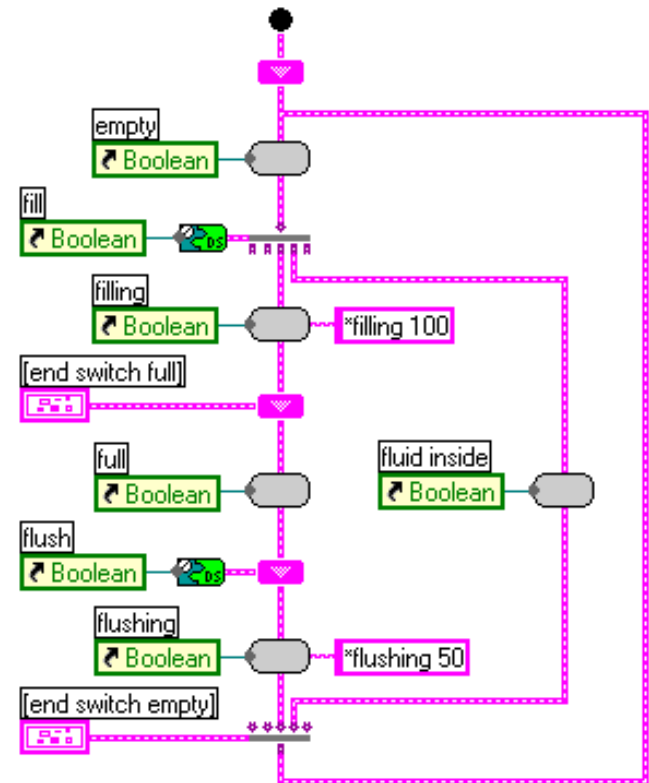 empty
Boolean
fill
Boolean
DS
filling
Boolean
*filling 100
[end switch full]
full
Boolean
fluid inside
Boolean
flush
Boolean
DS
flushing
Boolean
*flushing 50
[end switch empty]